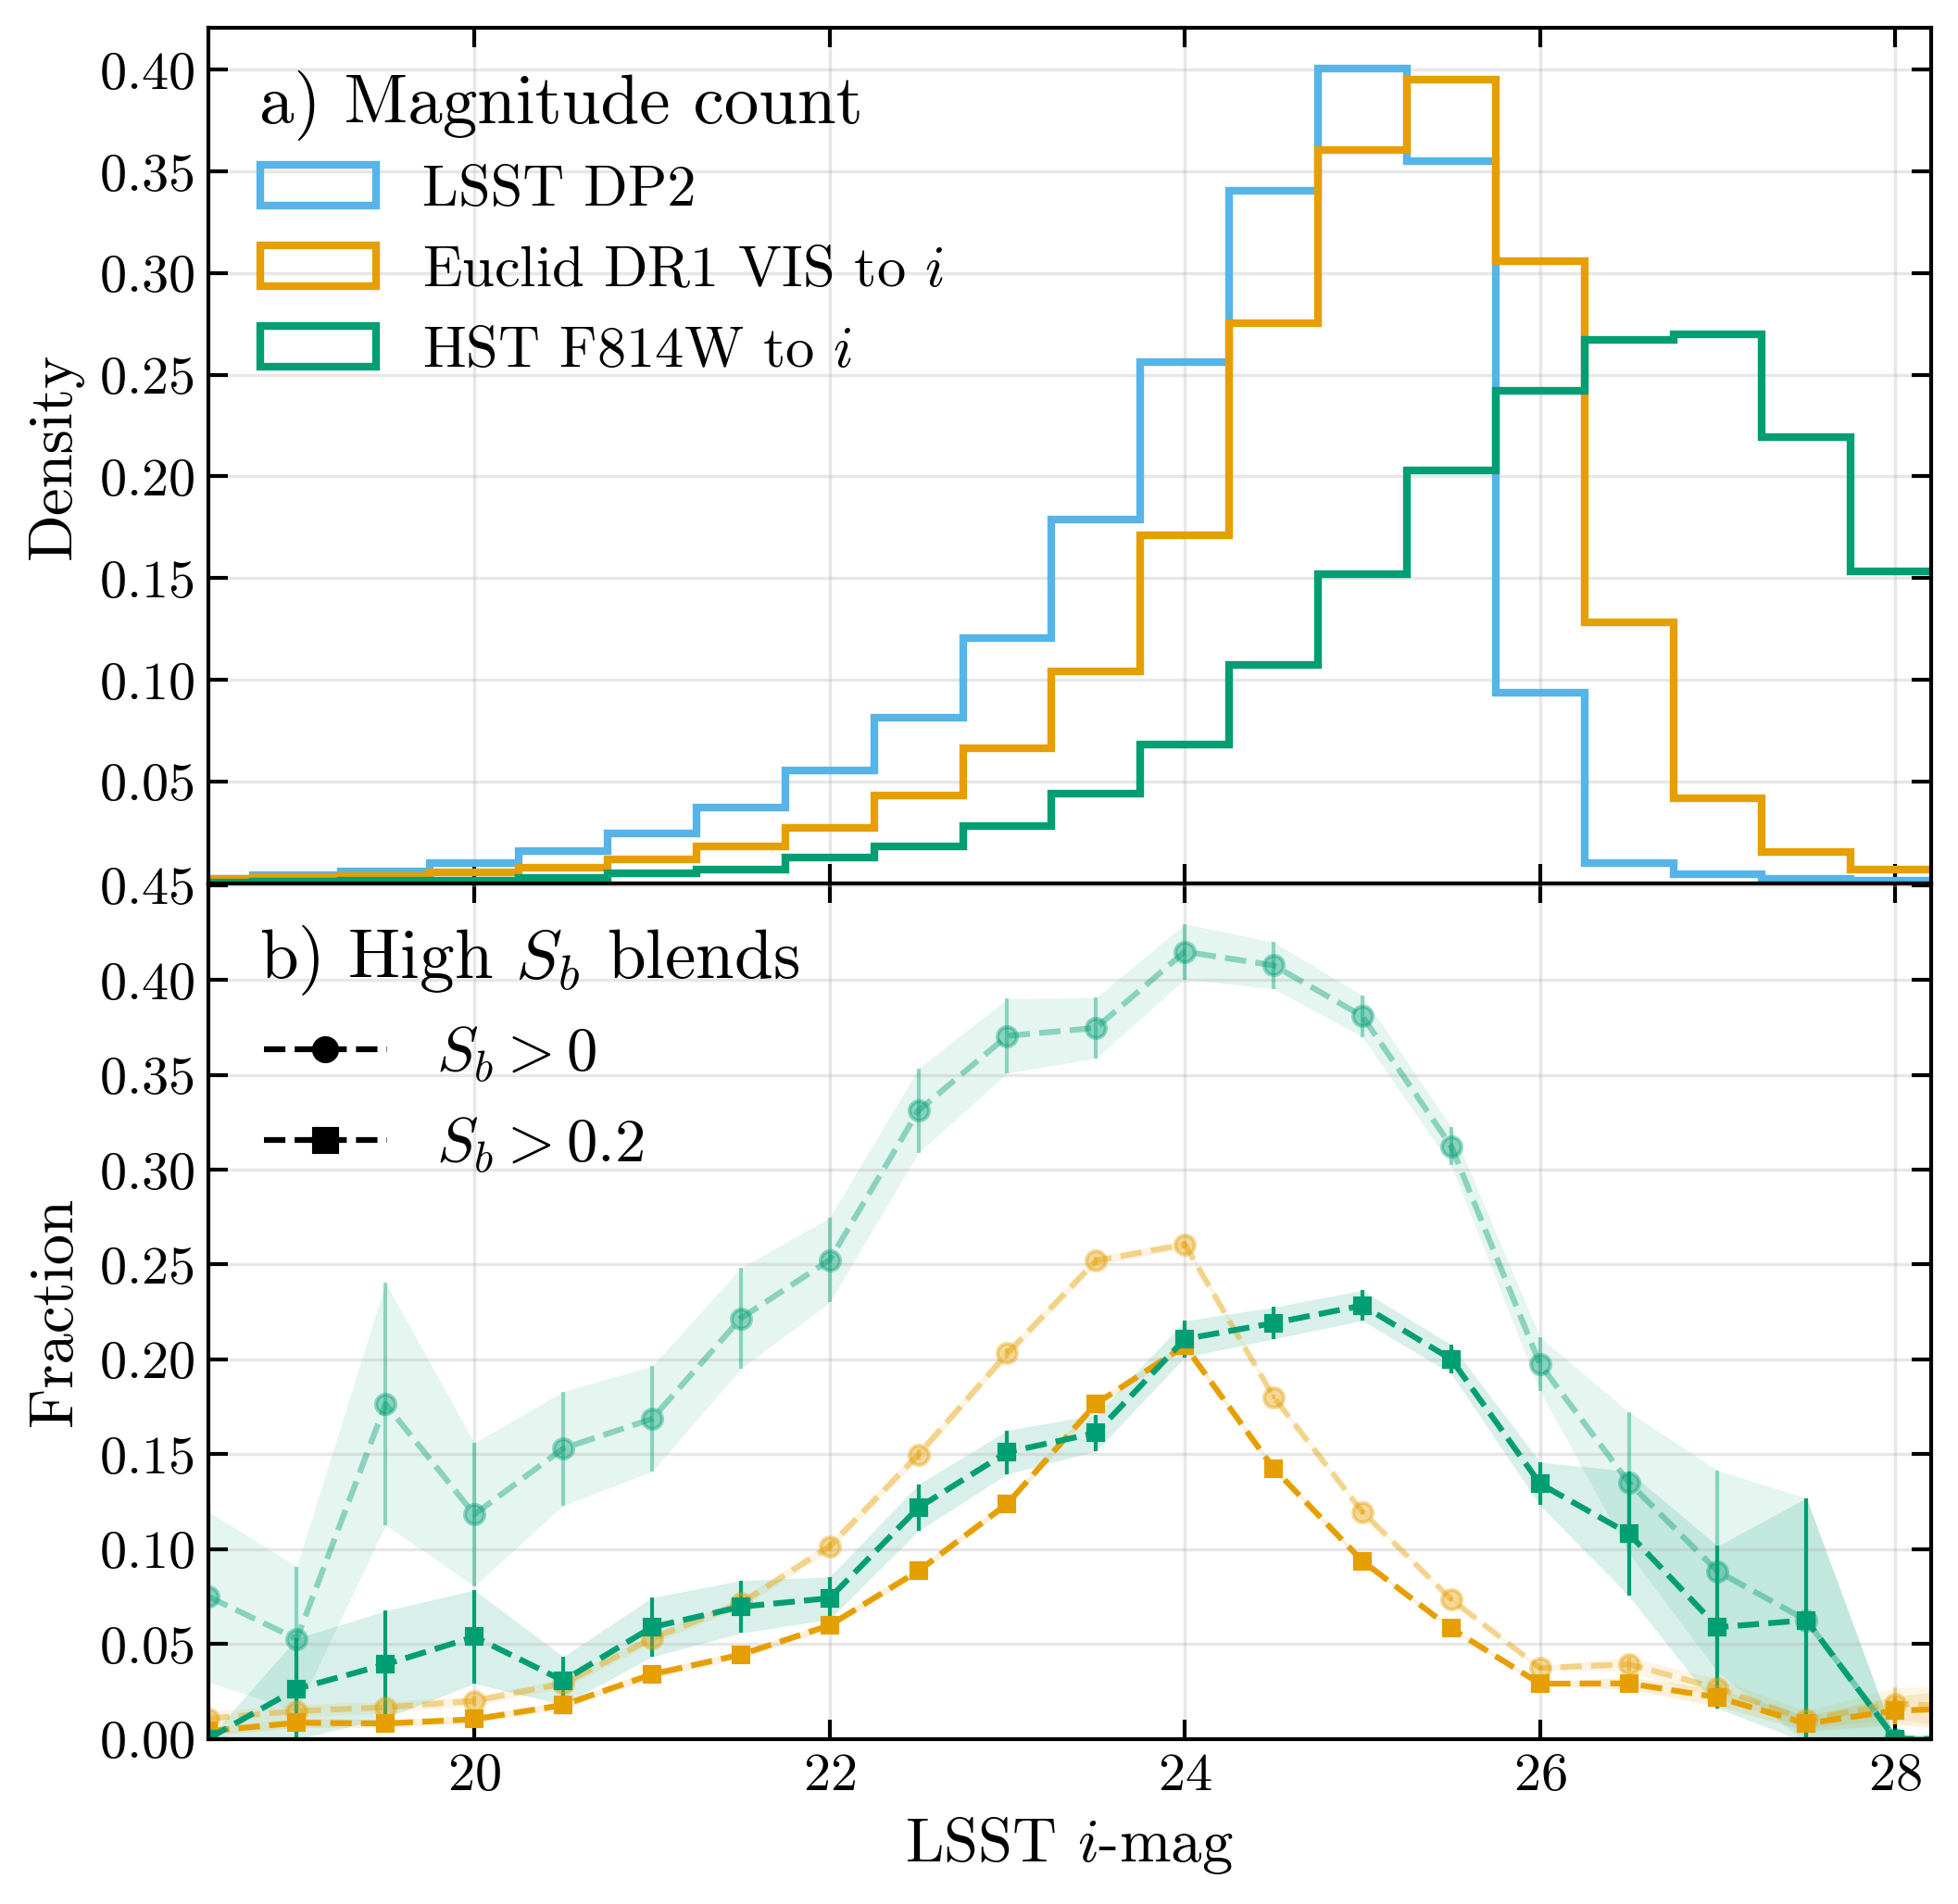 0.40
a) Magnitude count
0.35
LSST DP2
0.30
Euclid DR1 VIS to i
HST F814W to i
0.25
Density
0.20
0.15
0.10
0.05
0.45
b) High S_b blends
0.40
S_b > 0
0.35
S_b > 0.2
0.30
0.25
Fraction
0.20
0.15
0.10
0.05
0.00
20 22 24 26 28
LSST i-mag